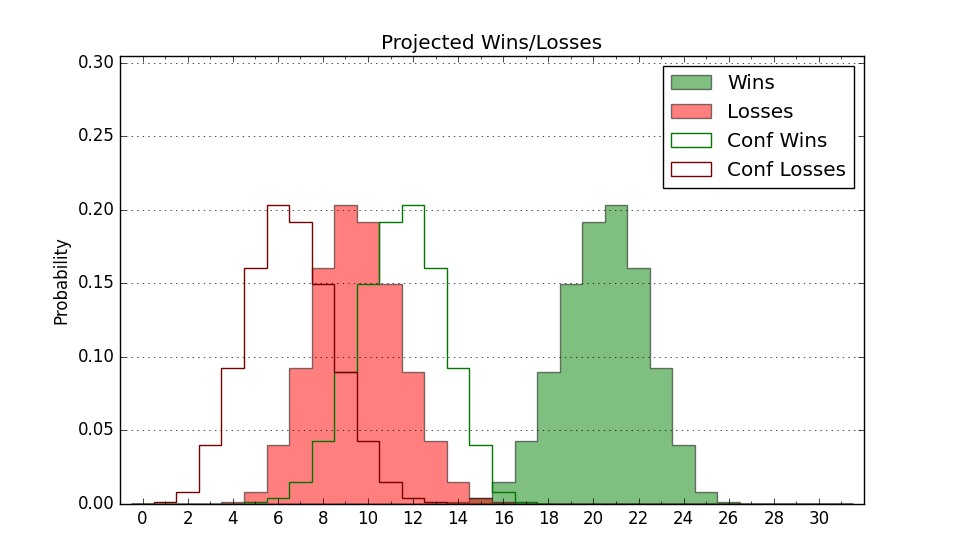 Projected Wins/Losses
0.30
0.25
0.20
0.15
0.10
0.05
0.00
Probability
Wins
Losses
Conf Wins
Conf Losses
0 2 4 6 8 10 12 14 16 18 20 22 24 26 28 30